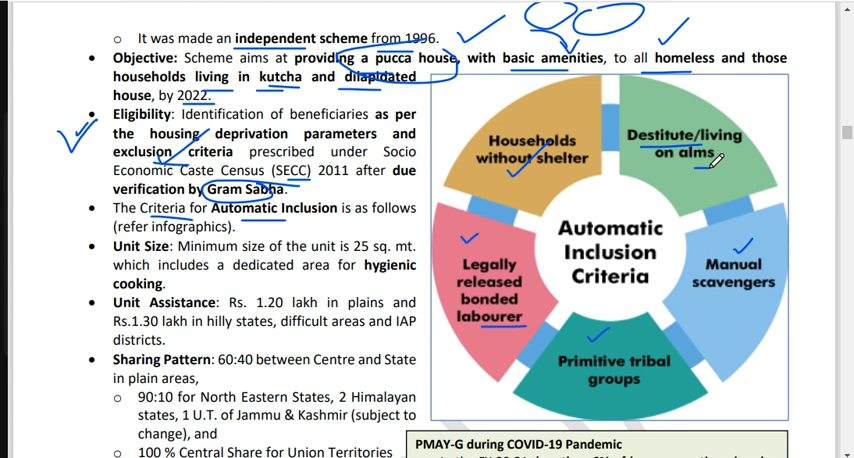 o It was made an independent scheme from 1996.
• Objective: Scheme aims at providing a pucca house, with basic amenities, to all homeless and those
households living in kutcha and dilapidated
house, by 2022.
• Eligibility: Identification of beneficiaries as per
the housing deprivation parameters and
exclusion criteria prescribed under Socio
Economic Caste Census (SECC) 2011 after due
verification by Gram Sabha.
• The Criteria for Automatic Inclusion is as follows
(refer infographics).
• Unit Size: Minimum size of the unit is 25 sq. mt.
which includes a dedicated area for hygienic
cooking.
• Unit Assistance: Rs. 1.20 lakh in plains and
Rs.1.30 lakh in hilly states, difficult areas and IAP
districts.
• Sharing Pattern: 60:40 between Centre and State
in plain areas,
o 90:10 for North Eastern States, 2 Himalayan
states, 1 U.T. of Jammu & Kashmir (subject to
change), and
o 100 % Central Share for Union Territories
Households
without shelter
Destitute/living
on alms
Legally
released
bonded
labourer
Automatic
Inclusion
Criteria
Manual
scavengers
Primitive tribal
groups
PMAY-G during COVID-19 Pandemic